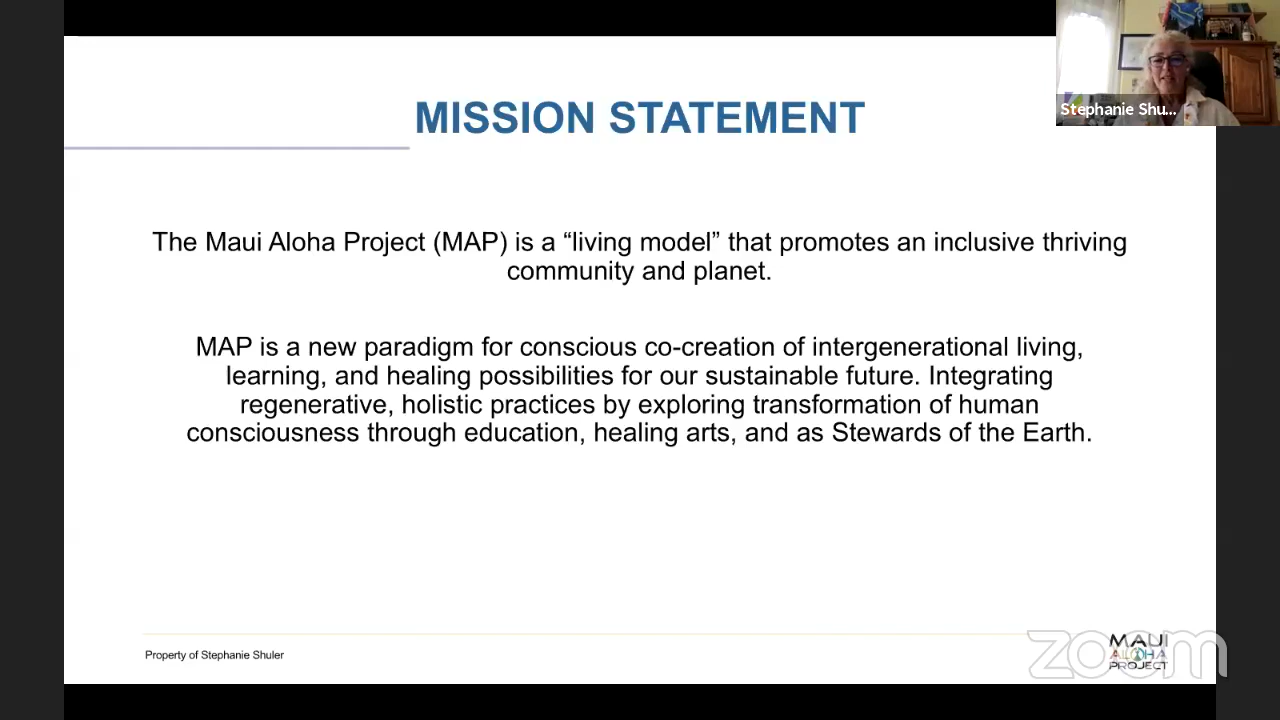 Stephanie Shu...
MISSION STATEMENT
The Maui Aloha Project (MAP) is a “living model” that promotes an inclusive thriving
community and planet.
MAP is a new paradigm for conscious co-creation of intergenerational living,
learning, and healing possibilities for our sustainable future. Integrating
regenerative, holistic practices by exploring transformation of human
consciousness through education, healing arts, and as Stewards of the Earth.
Property of Stephanie Shuler
MAUI
ALOHA
PROJECT
zoom